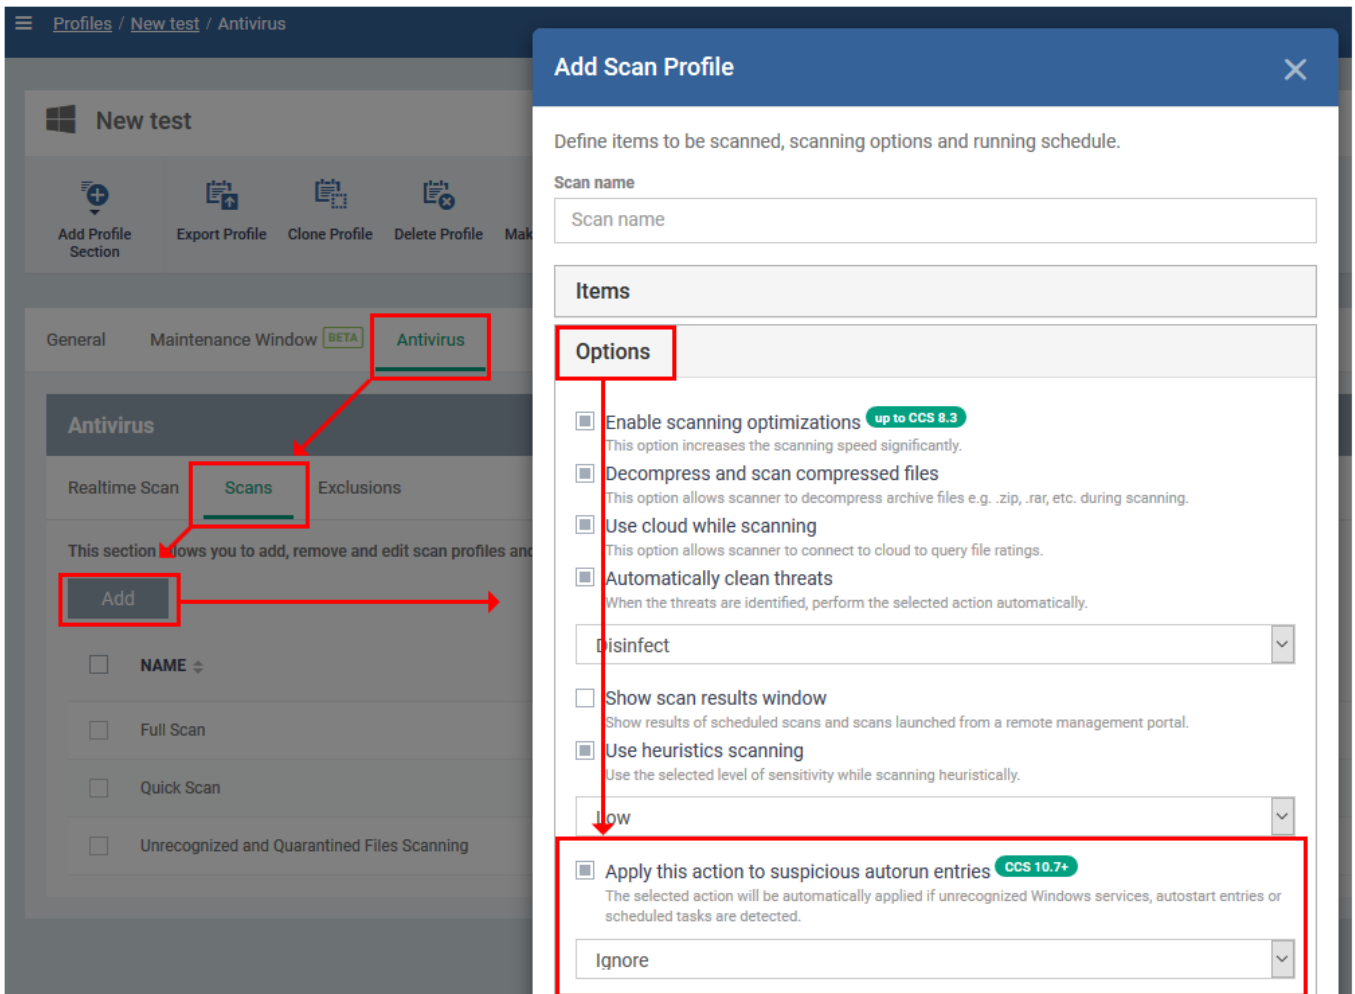 Profiles / New test / Antivirus
New test
Add Profile
Section
Export Profile
Clone Profile
Delete Profile
Mak
General
Maintenance Window BETA
Antivirus
Antivirus
Realtime Scan
Scans
Exclusions
This section allows you to add, remove and edit scan profiles and
Add
NAME
Full Scan
Quick Scan
Unrecognized and Quarantined Files Scanning
Add Scan Profile
Define items to be scanned, scanning options and running schedule.
Scan name
Scan name
Items
Options
Enable scanning optimizations up to CCS 8.3
This option increases the scanning speed significantly.
Decompress and scan compressed files
This option allows scanner to decompress archive files e.g. .zip, .rar, etc. during scanning.
Use cloud while scanning
This option allows scanner to connect to cloud to query file ratings.
Automatically clean threats
When the threats are identified, perform the selected action automatically.
Disinfect
Show scan results window
Show results of scheduled scans and scans launched from a remote management portal.
Use heuristics scanning
Use the selected level of sensitivity while scanning heuristically.
Low
Apply this action to suspicious autorun entries CCS 10.7+
The selected action will be automatically applied if unrecognized Windows services, autostart entries or
scheduled tasks are detected.
Ignore